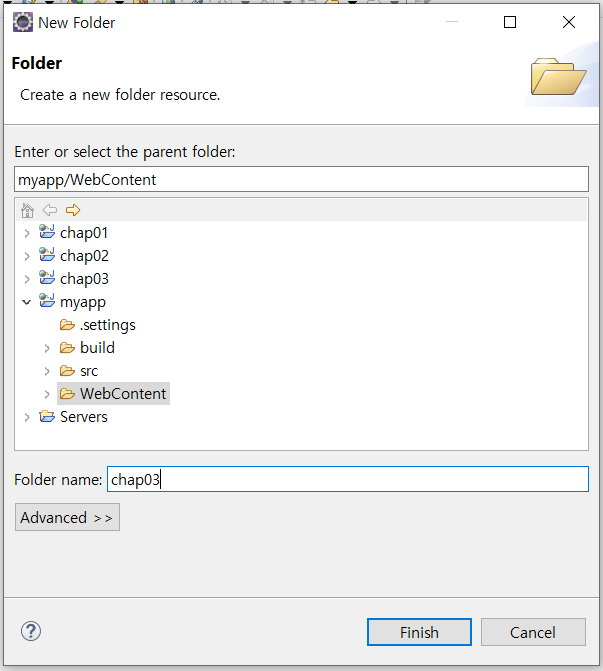 New Folder
Folder
Create a new folder resource.
Enter or select the parent folder:
myapp/WebContent
chap01
chap02
chap03
myapp
.settings
build
src
WebContent
Servers
Folder name: chap03
Advanced >>
Finish Cancel